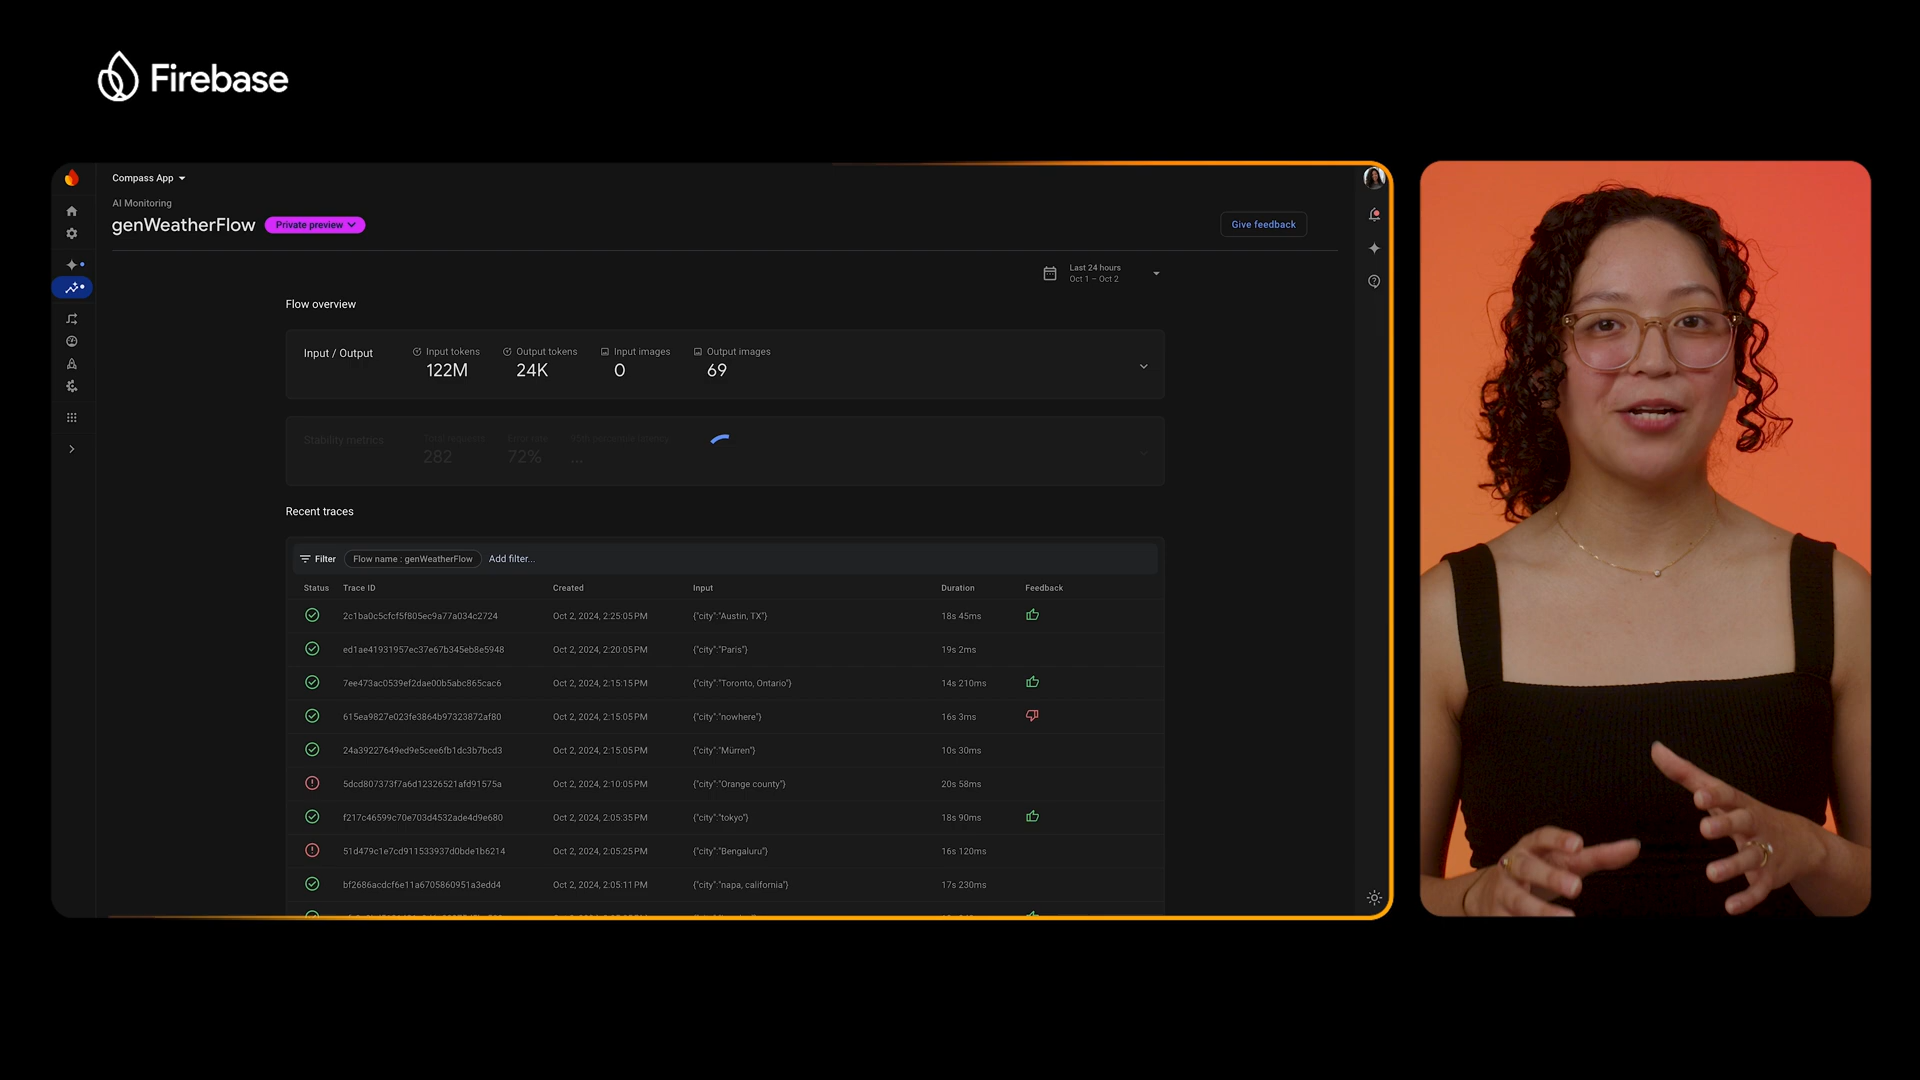 Firebase
Compass App
AI Monitoring
genWeatherFlow Private preview
Give feedback
Last 24 hours
Oct 1 – Oct 2
Flow overview
Input / Output
Input tokens Output tokens Input images Output images
122M 24K 0 69
Stability metrics
282 72% ...
Recent traces
Filter Flow name : genWeatherFlow Add filter...
Status Trace ID Created Input Duration Feedback
2c1ba0c5cfcf5f805ec9a77a034c2724 Oct 2, 2024, 2:25:05 PM {"city":"Austin, TX"} 18s 45ms
ed1ae41931957ec37e67b345eb8e5948 Oct 2, 2024, 2:20:05 PM {"city":"Paris"} 19s 2ms
7ee473ac0539ef2dae00b5abc865cac6 Oct 2, 2024, 2:15:15 PM {"city":"Toronto, Ontario"} 14s 210ms
615ea9827e023fe3864b97323872af80 Oct 2, 2024, 2:15:05 PM {"city":"nowhere"} 16s 3ms
24a39227649ed9e5cee6fb1dc3b7bcd3 Oct 2, 2024, 2:15:05 PM {"city":"Mürren"} 10s 30ms
5dcd807373f7a6d12326521afd91575a Oct 2, 2024, 2:10:05 PM {"city":"Orange county"} 20s 58ms
f217c46599c70e703d4532ade4d9e680 Oct 2, 2024, 2:05:35 PM {"city":"tokyo"} 18s 90ms
51d479c1e7cd911533937d0bde1b6214 Oct 2, 2024, 2:05:25 PM {"city":"Bengaluru"} 16s 120ms
bf2686acdcf6e11a6705860951a3edd4 Oct 2, 2024, 2:05:11 PM {"city":"napa, california"} 17s 230ms